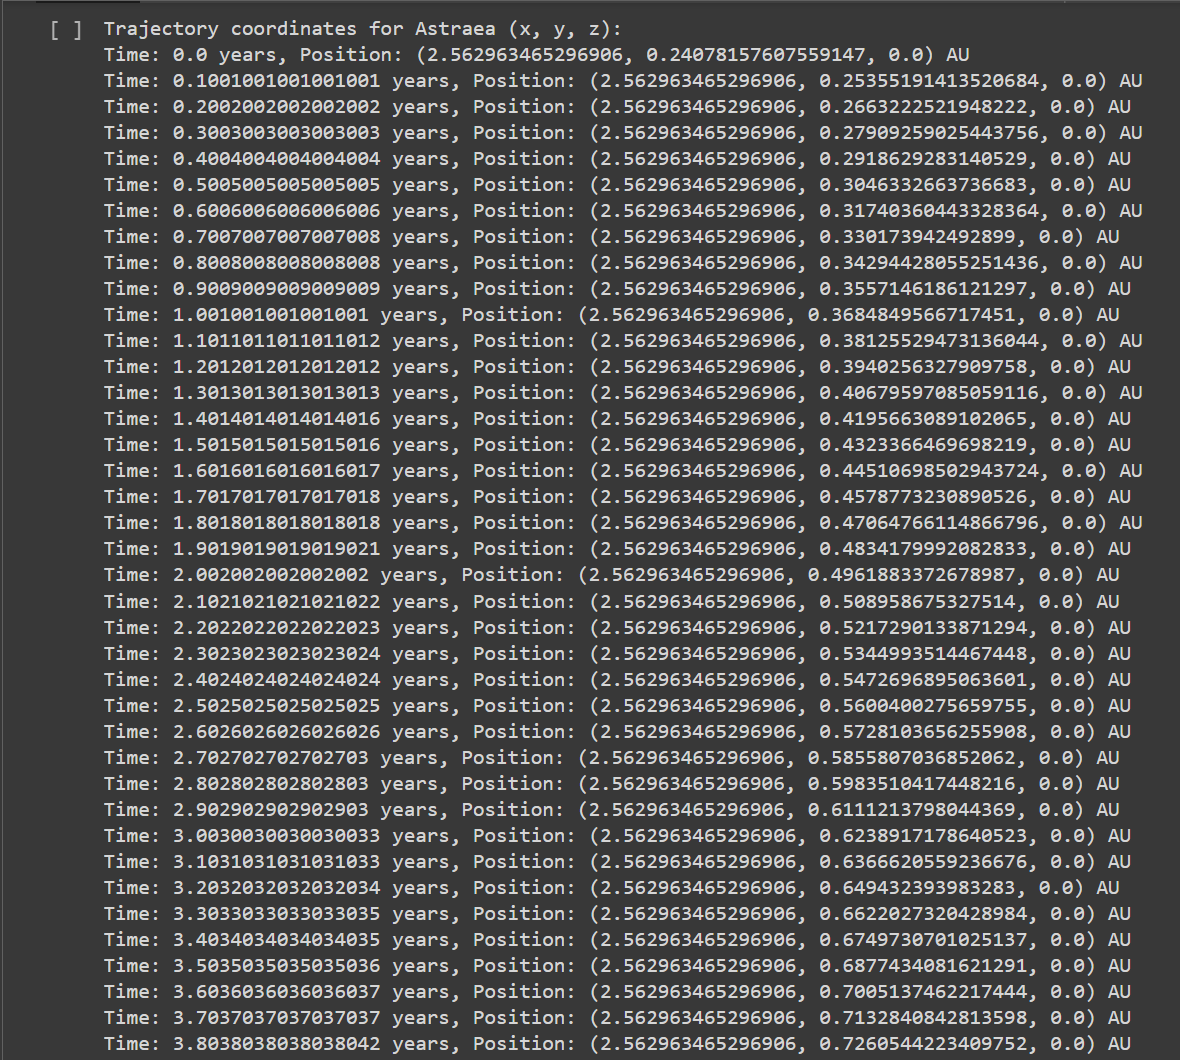 [ ] Trajectory coordinates for Astraea (x, y, z):
Time: 0.0 years, Position: (2.562963465296906, 0.24078157607559147, 0.0) AU
Time: 0.1001001001001001 years, Position: (2.562963465296906, 0.25355191413520684, 0.0) AU
Time: 0.2002002002002002 years, Position: (2.562963465296906, 0.2663222521948222, 0.0) AU
Time: 0.3003003003003003 years, Position: (2.562963465296906, 0.27909259025443756, 0.0) AU
Time: 0.4004004004004004 years, Position: (2.562963465296906, 0.2918629283140529, 0.0) AU
Time: 0.5005005005005005 years, Position: (2.562963465296906, 0.3046332663736683, 0.0) AU
Time: 0.6006006006006006 years, Position: (2.562963465296906, 0.31740360443328364, 0.0) AU
Time: 0.7007007007007008 years, Position: (2.562963465296906, 0.330173942492899, 0.0) AU
Time: 0.8008008008008008 years, Position: (2.562963465296906, 0.34294428055251436, 0.0) AU
Time: 0.9009009009009009 years, Position: (2.562963465296906, 0.3557146186121297, 0.0) AU
Time: 1.001001001001001 years, Position: (2.562963465296906, 0.3684849566717451, 0.0) AU
Time: 1.1011011011011012 years, Position: (2.562963465296906, 0.38125529473136044, 0.0) AU
Time: 1.2012012012012012 years, Position: (2.562963465296906, 0.3940256327909758, 0.0) AU
Time: 1.3013013013013013 years, Position: (2.562963465296906, 0.40679597085059116, 0.0) AU
Time: 1.4014014014014016 years, Position: (2.562963465296906, 0.4195663089102065, 0.0) AU
Time: 1.5015015015015016 years, Position: (2.562963465296906, 0.4323366469698219, 0.0) AU
Time: 1.6016016016016017 years, Position: (2.562963465296906, 0.44510698502943724, 0.0) AU
Time: 1.7017017017017018 years, Position: (2.562963465296906, 0.4578773230890526, 0.0) AU
Time: 1.8018018018018018 years, Position: (2.562963465296906, 0.47064766114866796, 0.0) AU
Time: 1.9019019019019021 years, Position: (2.562963465296906, 0.4834179992082833, 0.0) AU
Time: 2.002002002002002 years, Position: (2.562963465296906, 0.4961883372678987, 0.0) AU
Time: 2.1021021021021022 years, Position: (2.562963465296906, 0.508958675327514, 0.0) AU
Time: 2.2022022022022023 years, Position: (2.562963465296906, 0.5217290133871294, 0.0) AU
Time: 2.3023023023023024 years, Position: (2.562963465296906, 0.5344993514467448, 0.0) AU
Time: 2.4024024024024024 years, Position: (2.562963465296906, 0.5472696895063601, 0.0) AU
Time: 2.5025025025025025 years, Position: (2.562963465296906, 0.5600400275659755, 0.0) AU
Time: 2.6026026026026026 years, Position: (2.562963465296906, 0.5728103656255908, 0.0) AU
Time: 2.702702702702703 years, Position: (2.562963465296906, 0.5855807036852062, 0.0) AU
Time: 2.802802802802803 years, Position: (2.562963465296906, 0.5983510417448216, 0.0) AU
Time: 2.902902902902903 years, Position: (2.562963465296906, 0.6111213798044369, 0.0) AU
Time: 3.0030030030030033 years, Position: (2.562963465296906, 0.6238917178640523, 0.0) AU
Time: 3.1031031031031033 years, Position: (2.562963465296906, 0.6366620559236676, 0.0) AU
Time: 3.2032032032032034 years, Position: (2.562963465296906, 0.649432393983283, 0.0) AU
Time: 3.3033033033033035 years, Position: (2.562963465296906, 0.6622027320428984, 0.0) AU
Time: 3.4034034034034035 years, Position: (2.562963465296906, 0.6749730701025137, 0.0) AU
Time: 3.5035035035035036 years, Position: (2.562963465296906, 0.6877434081621291, 0.0) AU
Time: 3.6036036036036037 years, Position: (2.562963465296906, 0.7005137462217444, 0.0) AU
Time: 3.7037037037037037 years, Position: (2.562963465296906, 0.7132840842813598, 0.0) AU
Time: 3.8038038038038042 years, Position: (2.562963465296906, 0.7260544223409752, 0.0) AU